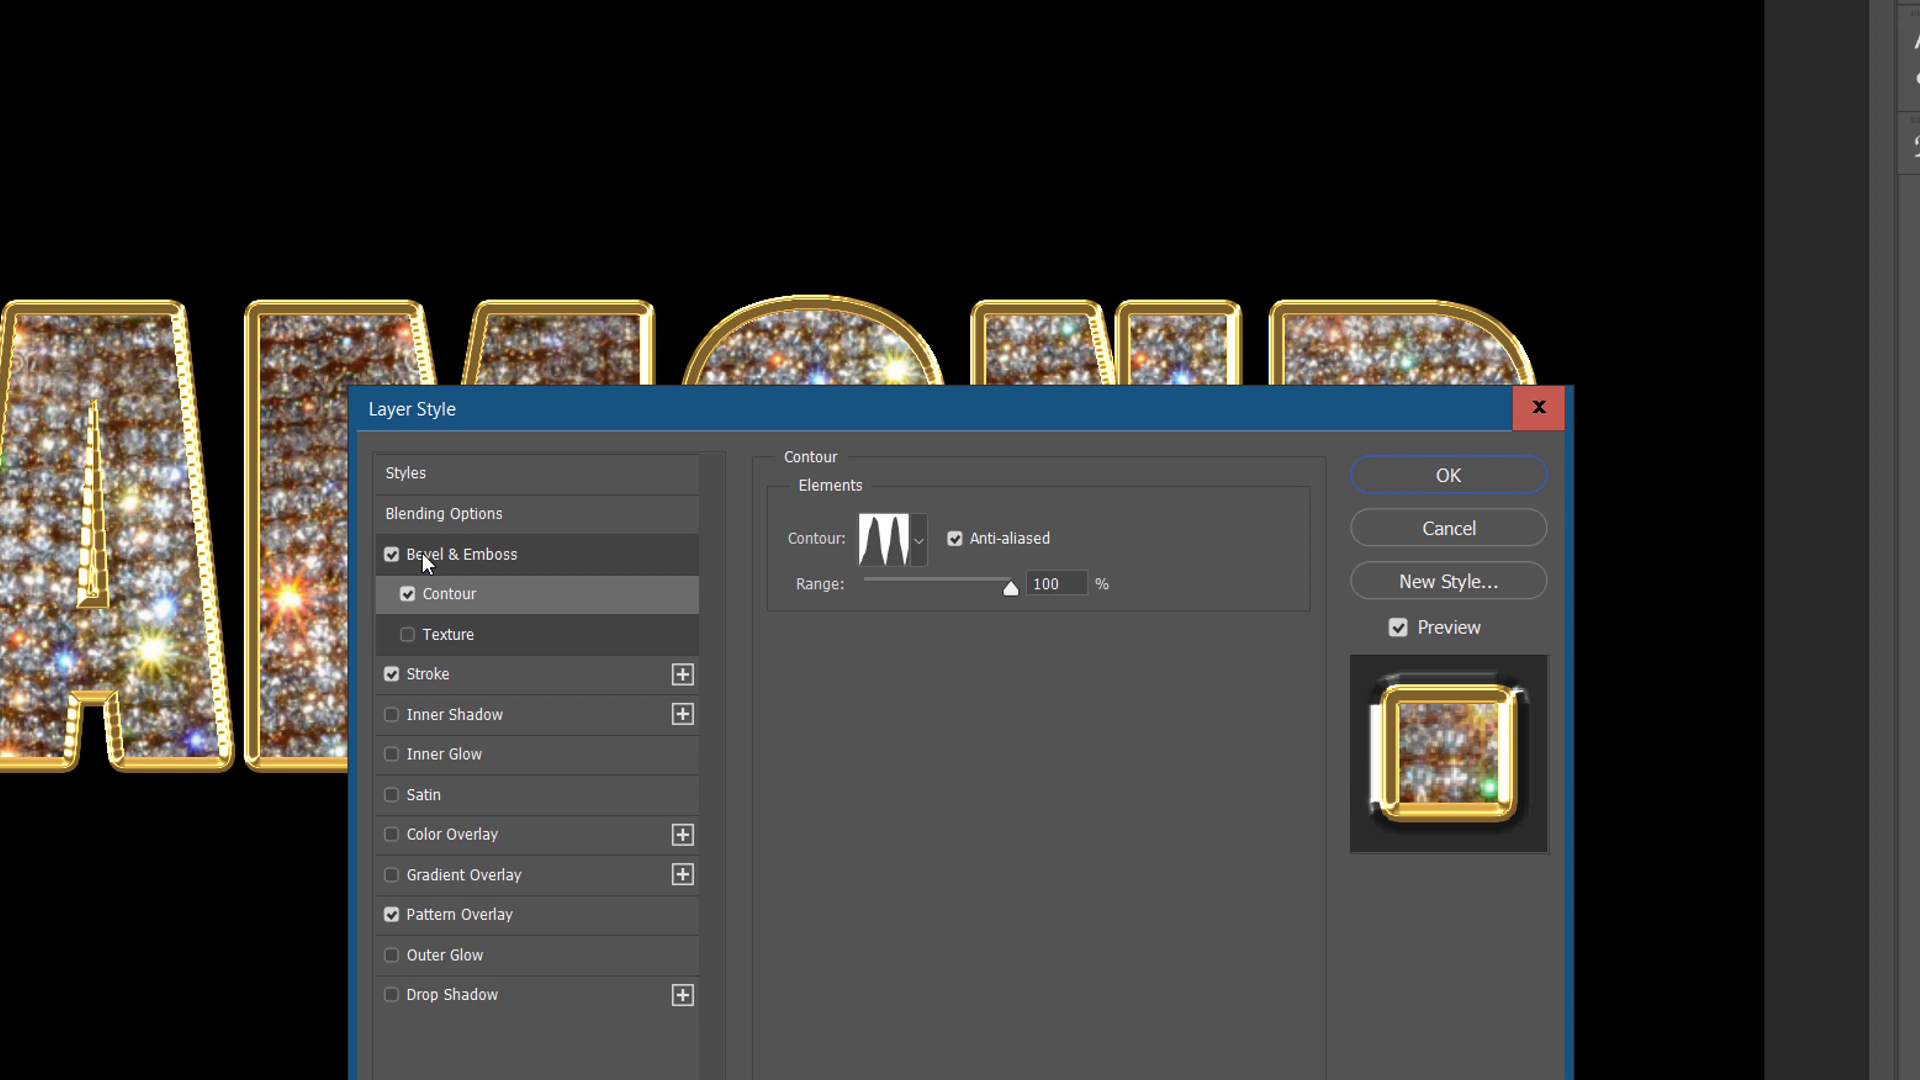 AMOND
Layer Style
x
Styles
Blending Options
Bevel & Emboss
Contour
Texture
Stroke
Inner Shadow
Inner Glow
Satin
Color Overlay
Gradient Overlay
Pattern Overlay
Outer Glow
Drop Shadow
Contour
Elements
Contour:
Anti-aliased
Range:
100
%
OK
Cancel
New Style...
Preview